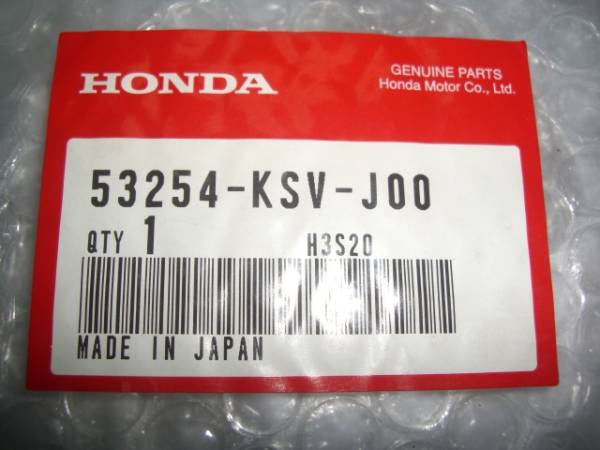 HONDA
GENUINE PARTS
Honda Motor Co., Ltd.
53254-KSV-J00
QTY 1 H3S20
MADE IN JAPAN